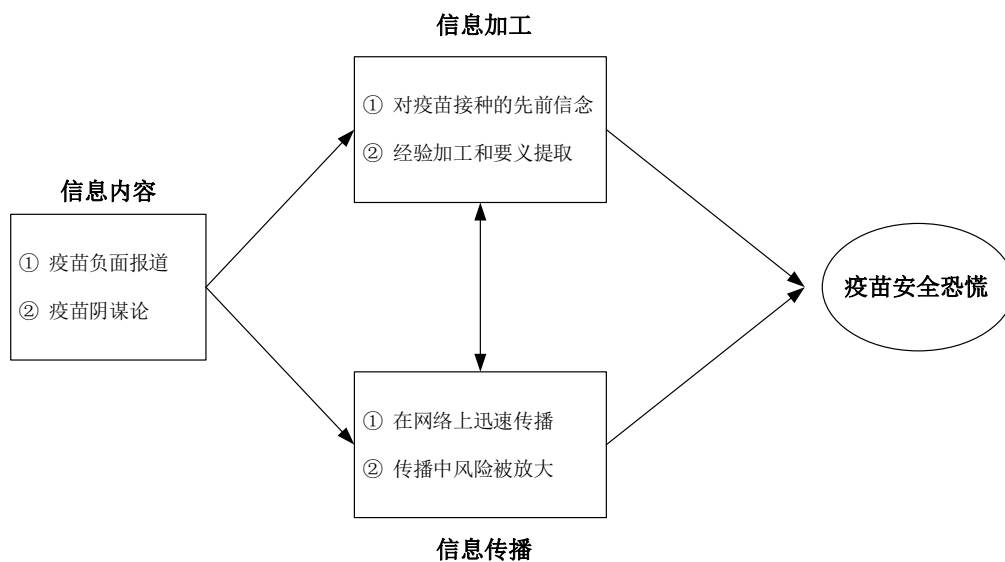 信息加工
① 对疫苗接种的先前信念
② 经验加工和要义提取
信息内容
① 疫苗负面报道
② 疫苗阴谋论
疫苗安全恐慌
① 在网络上迅速传播
② 传播中风险被放大
信息传播